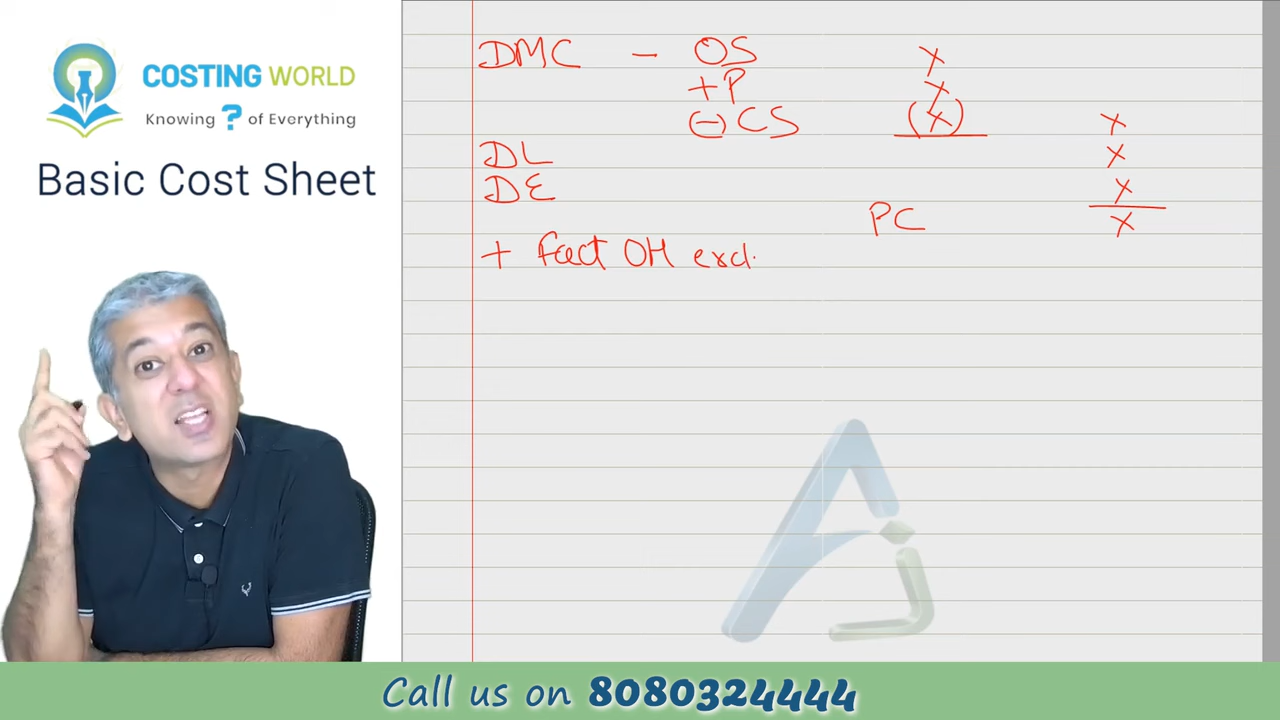 COSTING WORLD
Knowing ? of Everything
Basic Cost Sheet
DMC - OS X
+ P X
(-) CS (X) X
DL X
DE X
PC X
+ Fact OH excl.
Call us on 8080324444